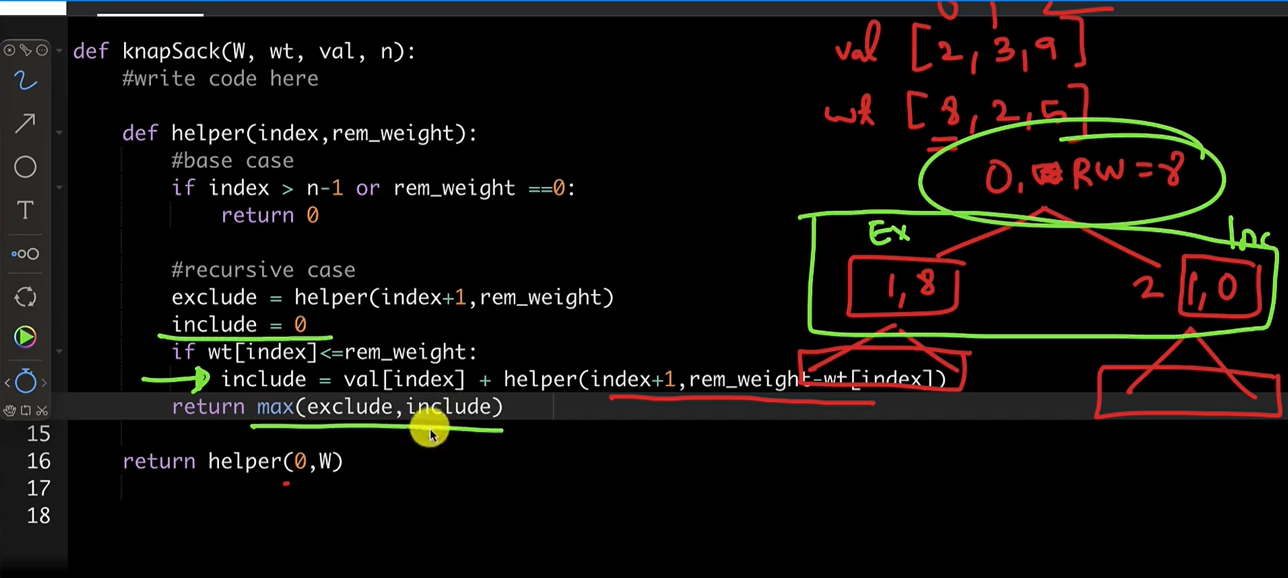 def knapSack(W, wt, val, n):
#write code here
def helper(index,rem_weight):
#base case
if index > n-1 or rem_weight ==0:
return 0
#recursive case
exclude = helper(index+1,rem_weight)
include = 0
if wt[index]<=rem_weight:
include = val[index] + helper(index+1,rem_weight-wt[index])
return max(exclude,include)
15
16 return helper(0,W)
17
18
T
0 1
val [2, 3, 9]
wt [8, 2, 5]
0, RW = 8
Ex Inc
1, 8 2 1, 0